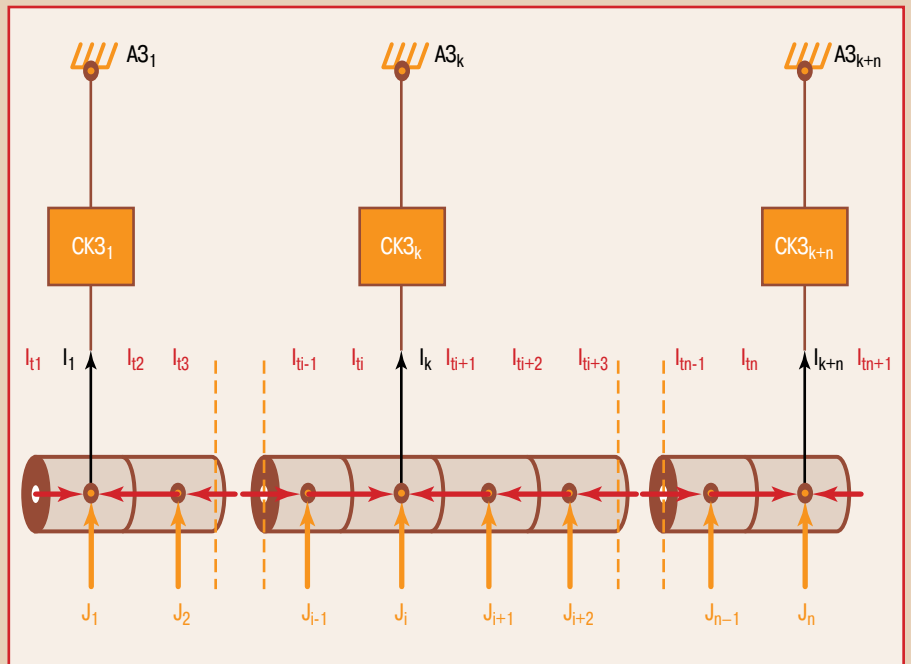 АЗ₁ АЗₖ АЗₖ₊ₙ
СКЗ₁ СКЗₖ СКЗₖ₊ₙ
Iₜ₁ I₁ Iₜ₂ Iₜ₃ Iₜᵢ₋₁ Iₜᵢ Iₖ Iₜᵢ₊₁ Iₜᵢ₊₂ Iₜᵢ₊₃ Iₜₙ₋₁ Iₜₙ Iₖ₊ₙ Iₜₙ₊₁
J₁ J₂ Jᵢ₋₁ Jᵢ Jᵢ₊₁ Jᵢ₊₂ Jₙ₋₁ Jₙ